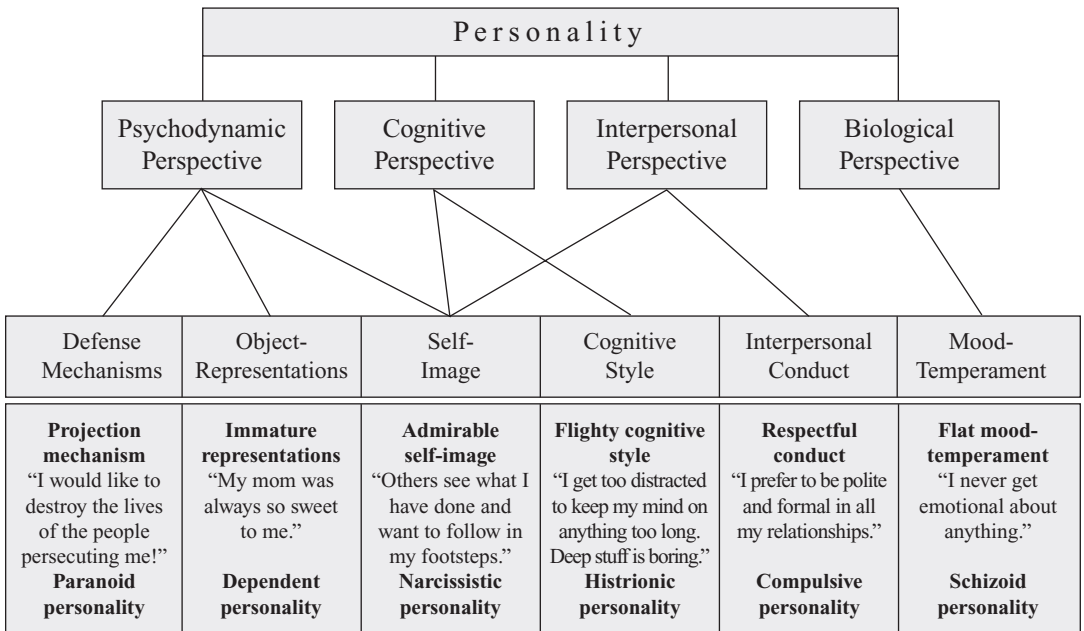 Personality
Psychodynamic
Perspective
Cognitive
Perspective
Interpersonal
Perspective
Biological
Perspective
Defense
Mechanisms
Object-
Representations
Self-
Image
Cognitive
Style
Interpersonal
Conduct
Mood-
Temperament
Projection
mechanism
“I would like to
destroy the lives
of the people
persecuting me!”
Paranoid
personality
Immature
representations
“My mom was
always so sweet
to me.”
Dependent
personality
Admirable
self-image
“Others see what I
have done and
want to follow in
my footsteps.”
Narcissistic
personality
Flighty cognitive
style
“I get too distracted
to keep my mind on
anything too long.
Deep stuff is boring.”
Histrionic
personality
Respectful
conduct
“I prefer to be polite
and formal in all
my relationships.”
Compulsive
personality
Flat mood-
temperament
“I never get
emotional about
anything.”
Schizoid
personality